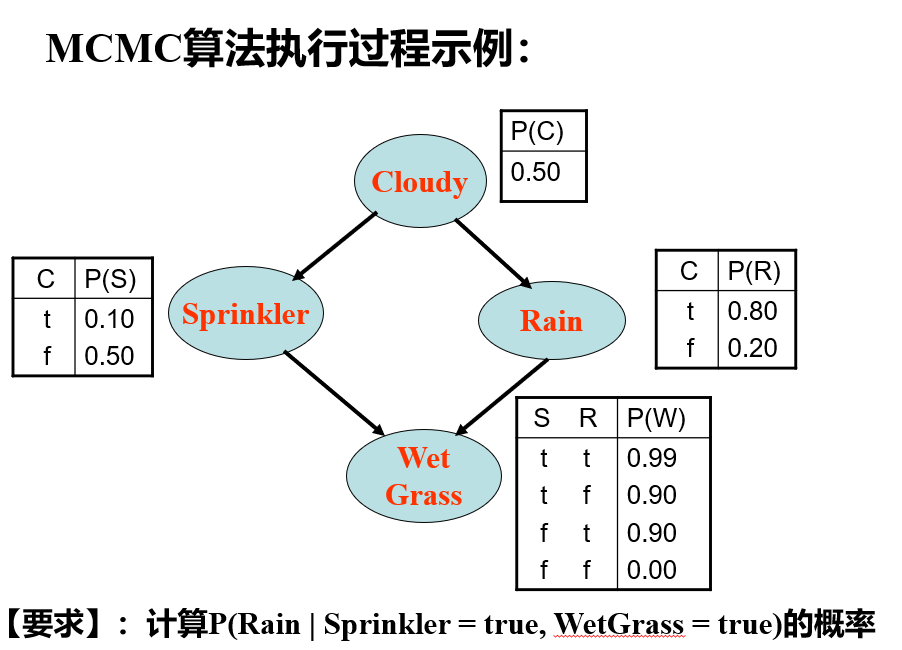 MCMC算法执行过程示例：
P(C)
0.50
Cloudy
C P(S)
t 0.10
f 0.50
Sprinkler
Rain
C P(R)
t 0.80
f 0.20
Wet
Grass
S R P(W)
t t 0.99
t f 0.90
f t 0.90
f f 0.00
【要求】：计算P(Rain | Sprinkler = true, WetGrass = true)的概率